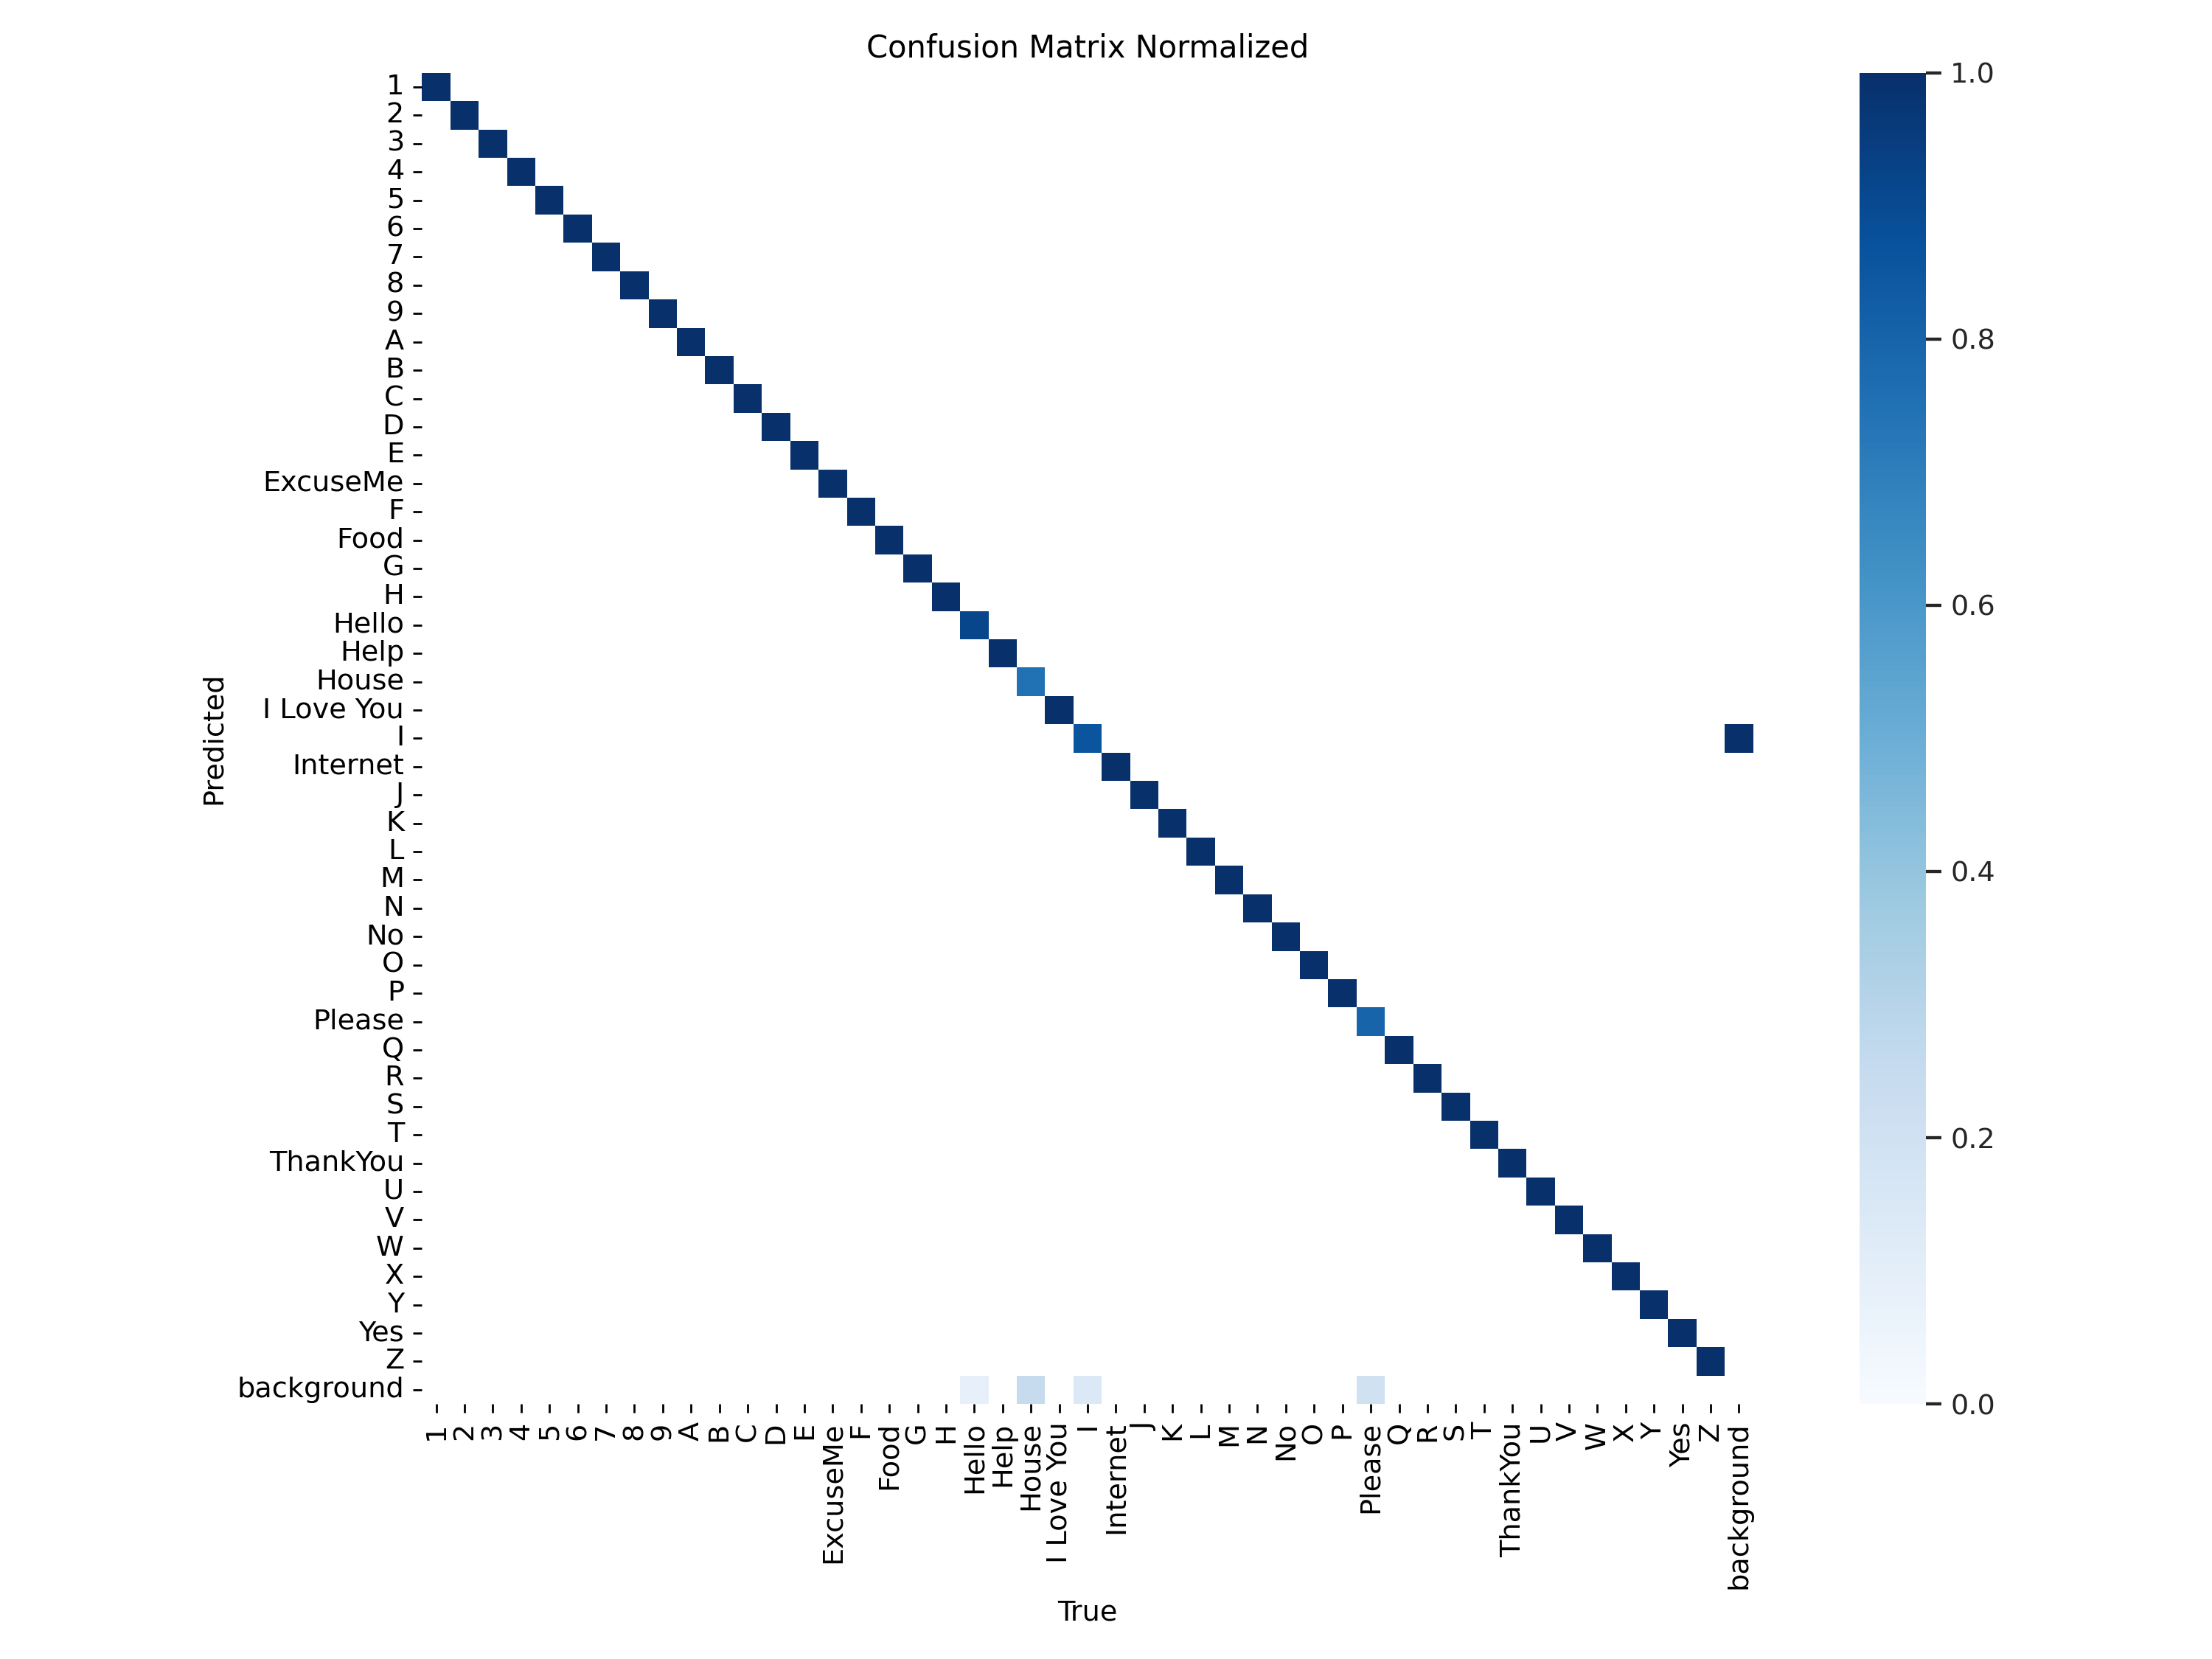 Confusion Matrix Normalized
1
2
3
4
5
6
7
8
9
A
B
C
D
E
ExcuseMe
F
Food
G
H
Hello
Help
House
I Love You
I
Internet
J
K
L
M
N
No
O
P
Please
Q
R
S
T
ThankYou
U
V
W
X
Y
Yes
Z
background
Predicted
1
2
3
4
5
6
7
8
9
A
B
C
D
E
ExcuseMe
F
Food
G
H
Hello
Help
House
I Love You
I
Internet
J
K
L
M
N
No
O
P
Please
Q
R
S
T
ThankYou
U
V
W
X
Y
Yes
Z
background
True
1.0
0.8
0.6
0.4
0.2
0.0